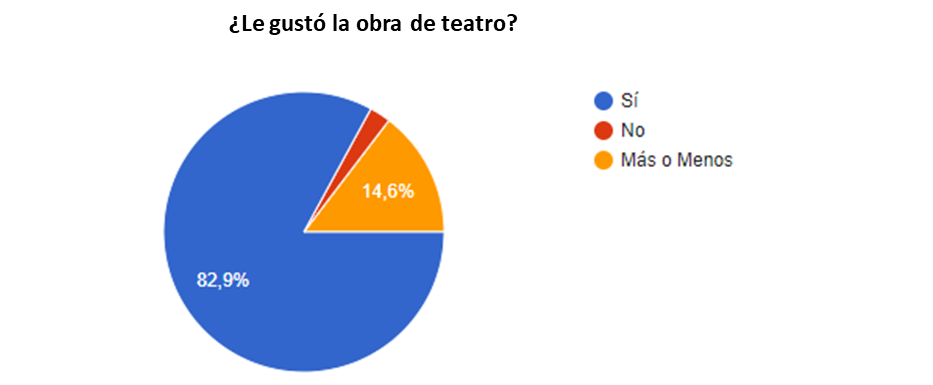 ¿Le gustó la obra de teatro?
Sí
No
Más o Menos
14,6%
82,9%